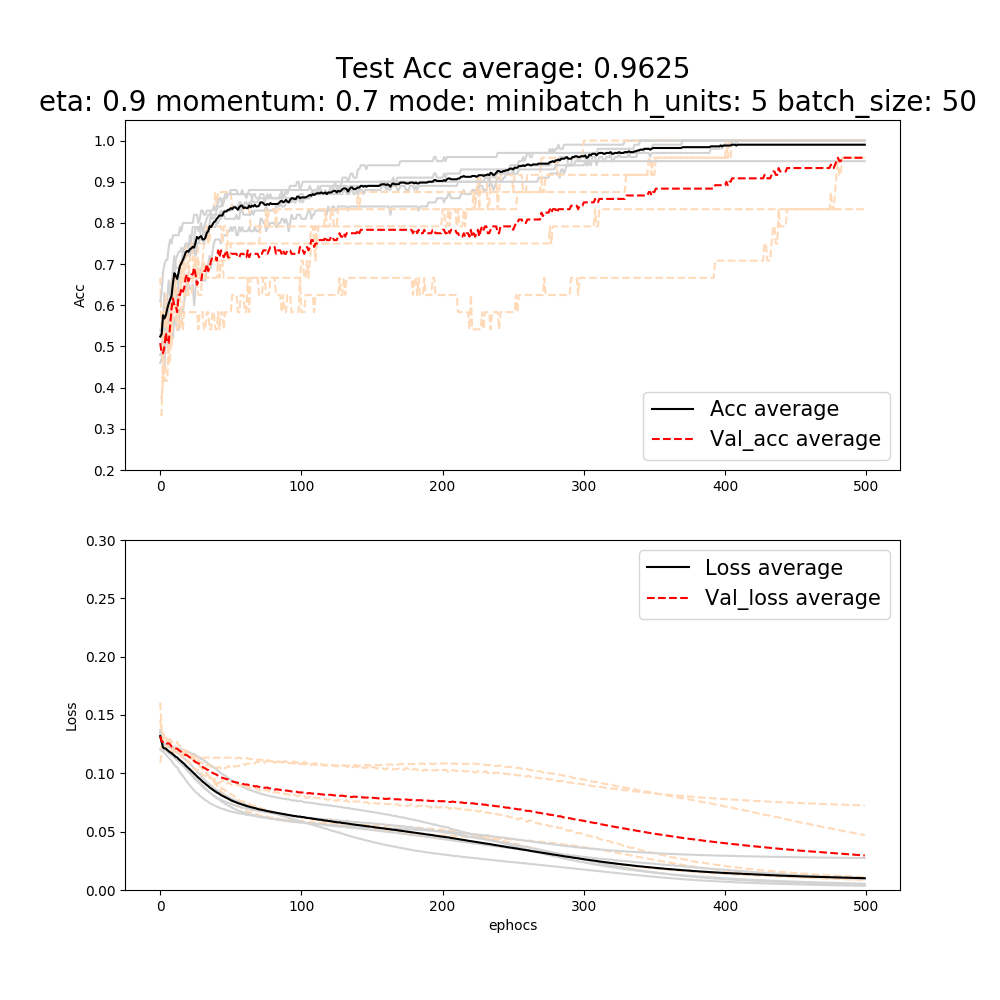 Test Acc average: 0.9625
eta: 0.9 momentum: 0.7 mode: minibatch h_units: 5 batch_size: 50
1.0
0.9
0.8
0.7
0.6
0.5
0.4
0.3
0.2
Acc
Acc average
Val_acc average
0 100 200 300 400 500
0.30
0.25
0.20
0.15
0.10
0.05
0.00
Loss
Loss average
Val_loss average
0 100 200 300 400 500
ephocs